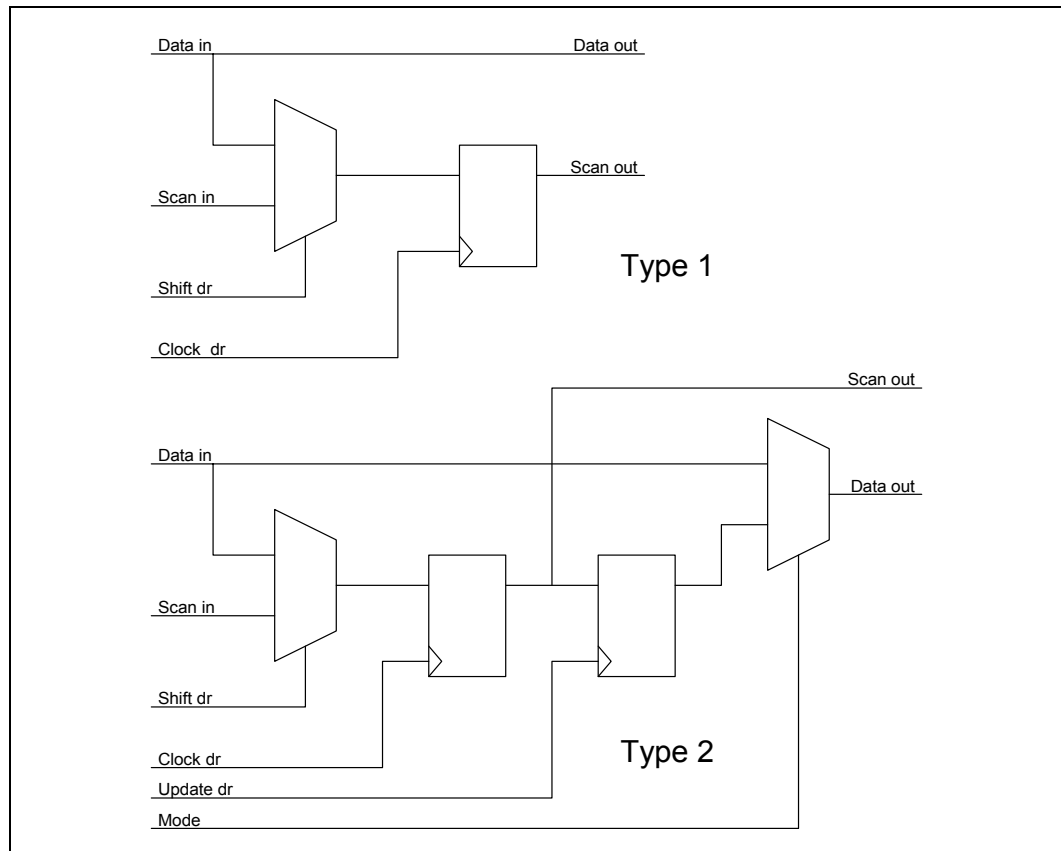 Data in
Data out
Scan in
Scan out
Type 1
Shift dr
Clock dr
Scan out
Data in
Data out
Scan in
Shift dr
Type 2
Clock dr
Update dr
Mode